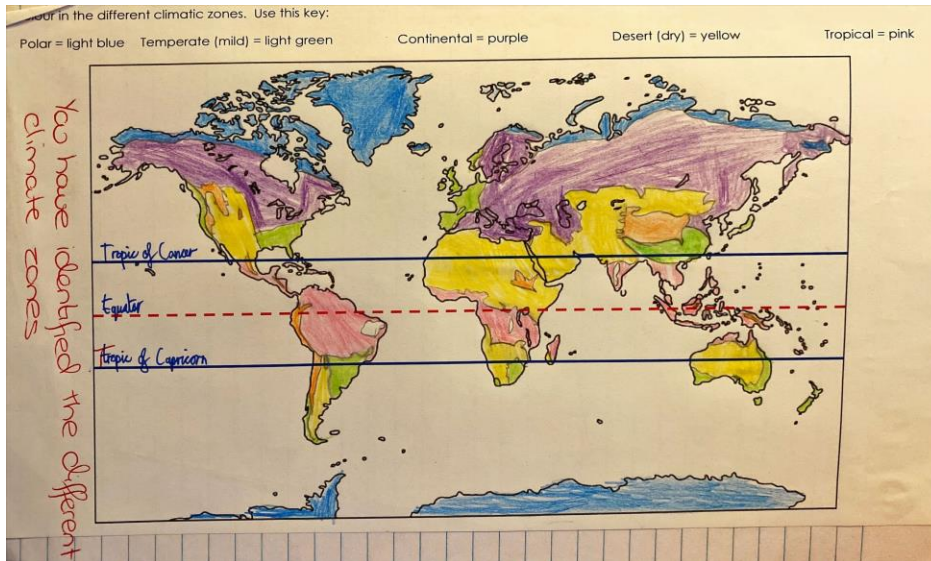 our in the different climatic zones. Use this key:
Polar = light blue Temperate (mild) = light green Continental = purple Desert (dry) = yellow Tropical = pink
Tropic of Cancer
Equator
Tropic of Capricorn
You have identified the different
climate zones